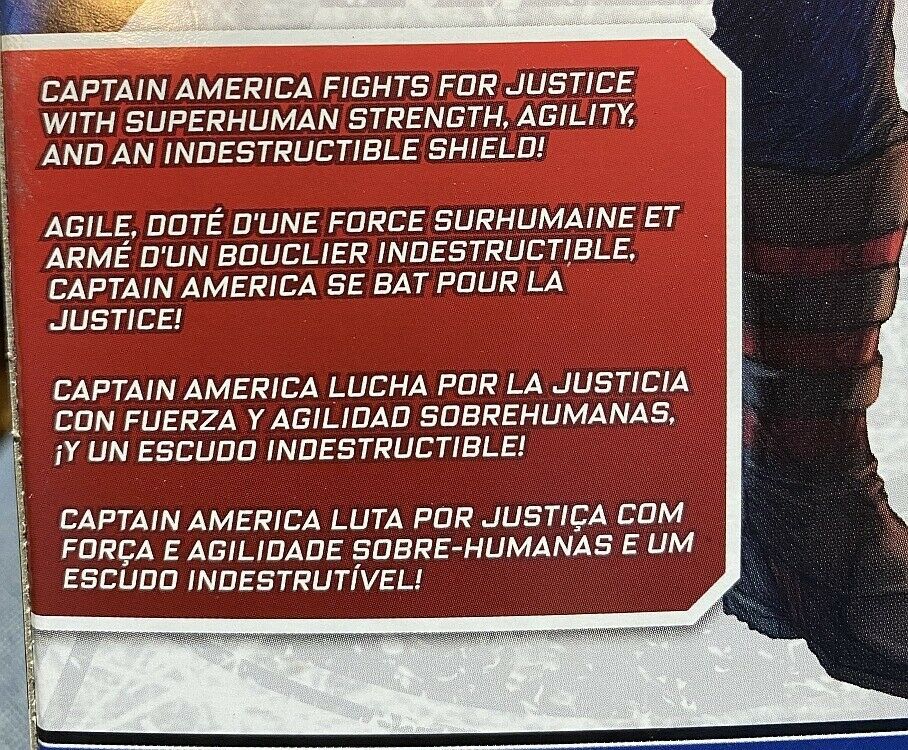 CAPTAIN AMERICA FIGHTS FOR JUSTICE
WITH SUPERHUMAN STRENGTH, AGILITY,
AND AN INDESTRUCTIBLE SHIELD!
AGILE, DOTÉ D'UNE FORCE SURHUMAINE ET
ARMÉ D'UN BOUCLIER INDESTRUCTIBLE,
CAPTAIN AMERICA SE BAT POUR LA
JUSTICE!
CAPTAIN AMERICA LUCHA POR LA JUSTICIA
CON FUERZA Y AGILIDAD SOBREHUMANAS,
¡Y UN ESCUDO INDESTRUCTIBLE!
CAPTAIN AMERICA LUTA POR JUSTIÇA COM
FORÇA E AGILIDADE SOBRE-HUMANAS E UM
ESCUDO INDESTRUTÍVEL!